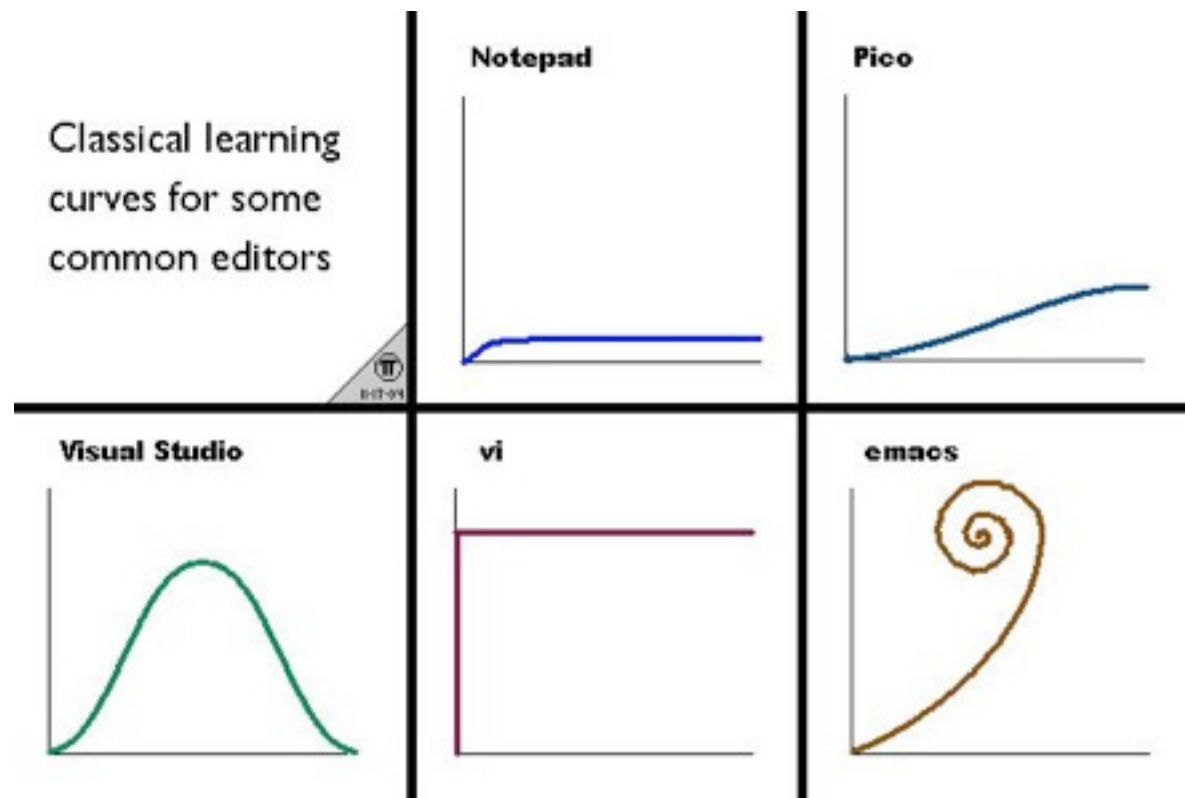 Classical learning
curves for some
common editors
Notepad
Pico
Visual Studio
vi
emacs